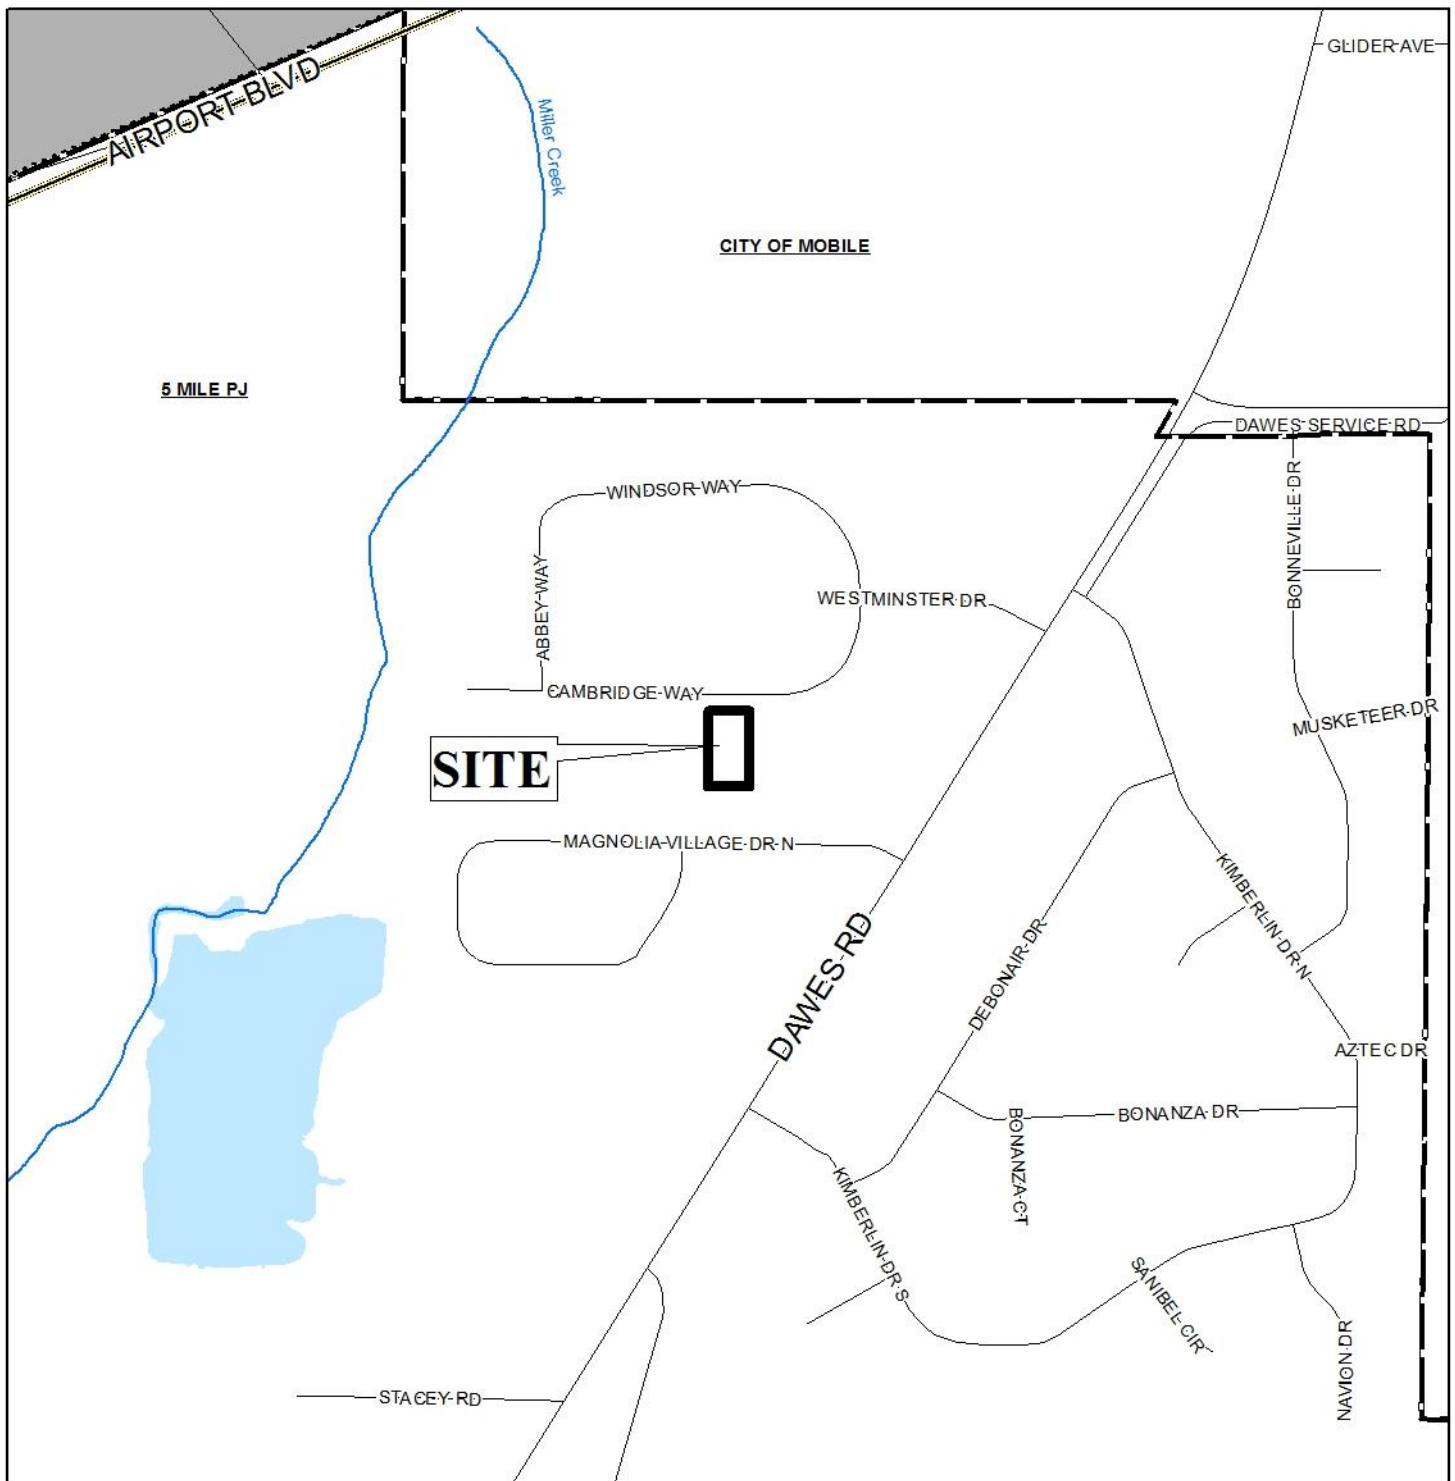 GLIDER AVE
AIRPORT BLVD
Miller Creek
CITY OF MOBILE
5 MILE PJ
DAWES SERVICE RD
WINDSOR WAY
BONNEVILLE DR
ABBEY WAY
WESTMINSTER DR
CAMBRIDGE WAY
MUSKETEER DR
SITE
MAGNOLIA VILLAGE DR N
KIMBERLIN DR N
DAWES RD
DEBONAIR DR
AZTEC DR
BONANZA CT
BONANZA DR
KIMBERLIN DR S
SANIBEL CIR
NAVION DR
STACEY RD